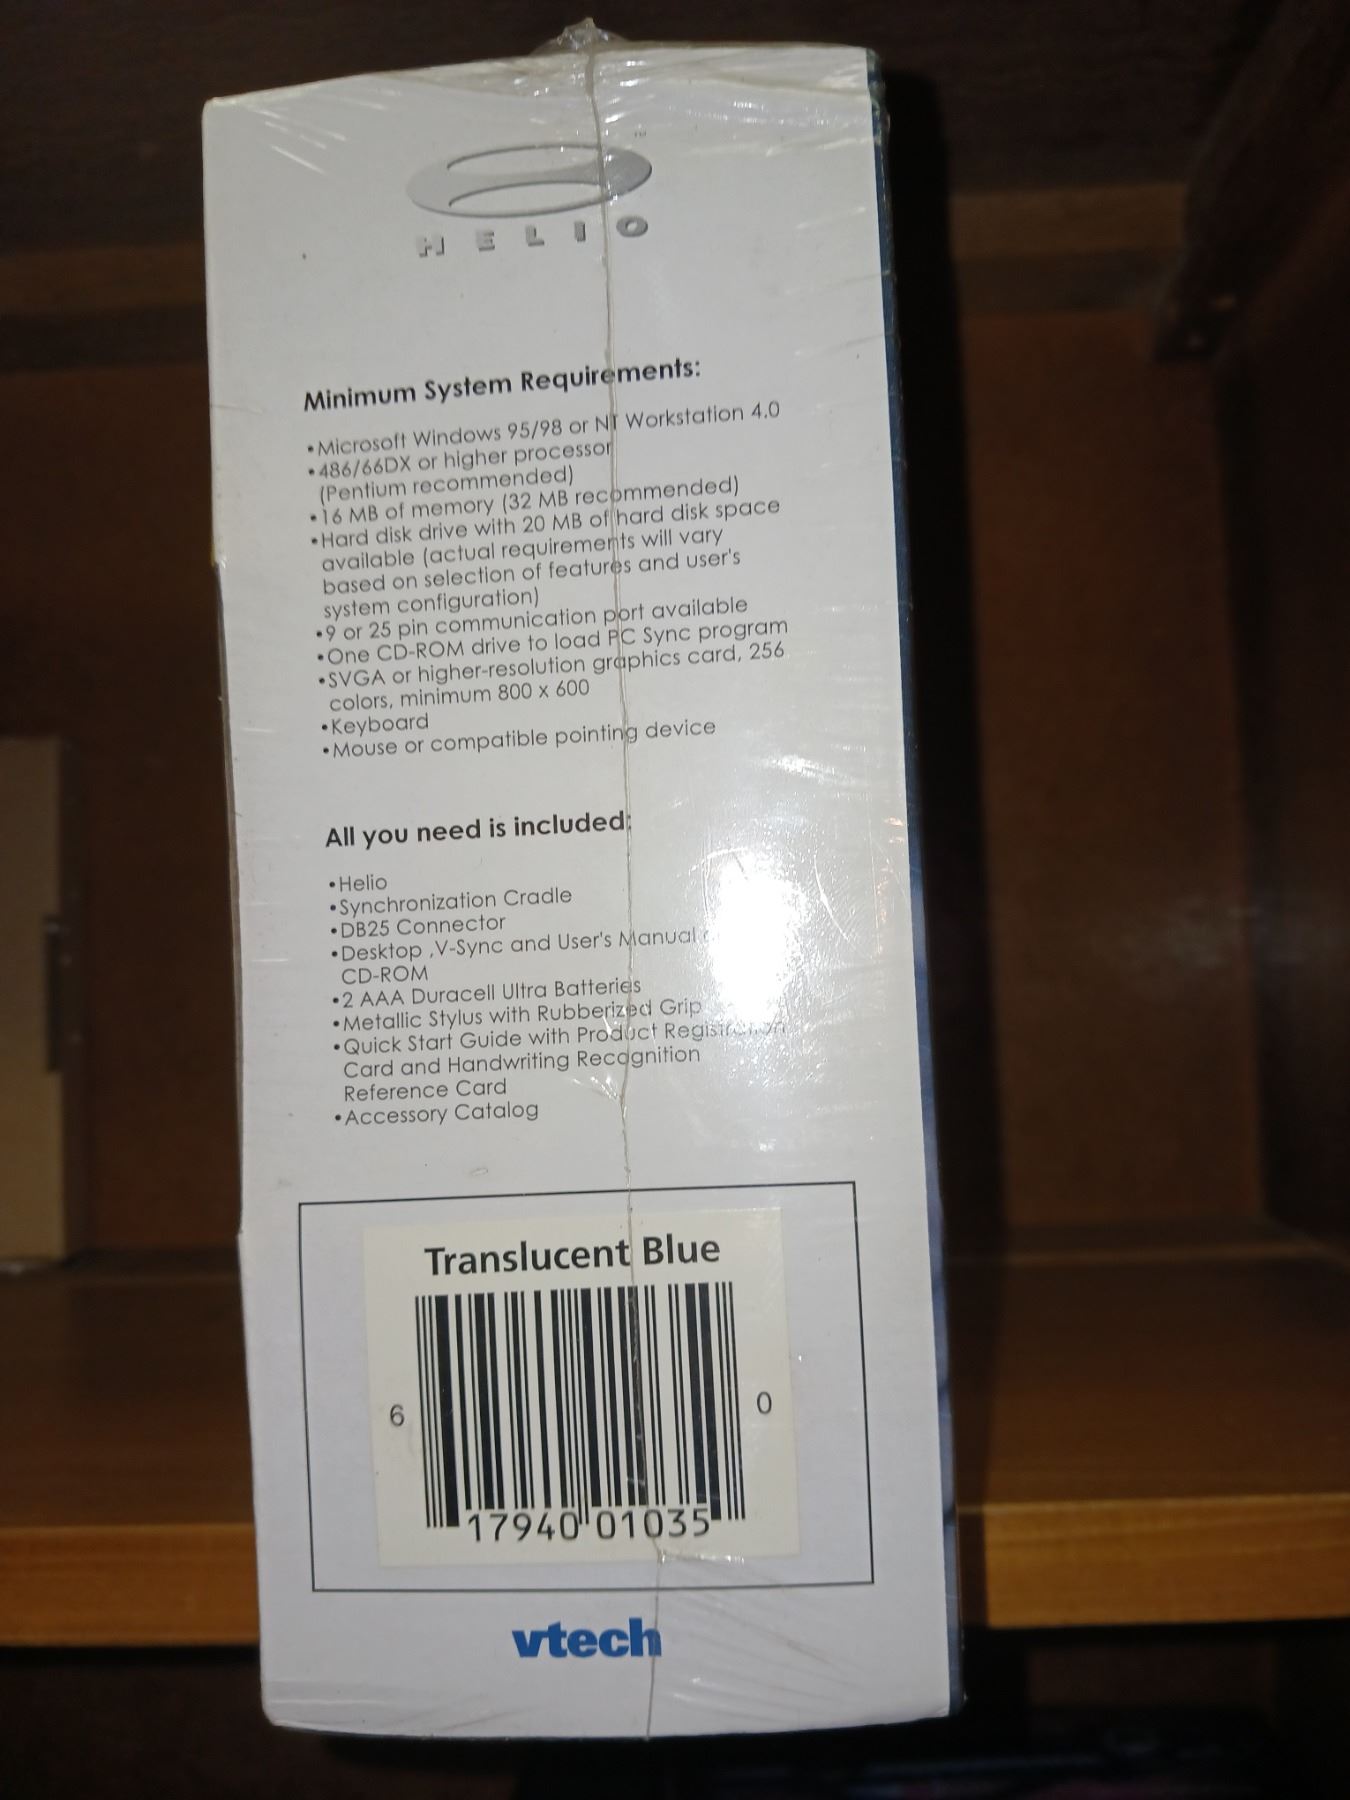 ™
HELIO
Minimum System Requirements:
•Microsoft Windows 95/98 or NT Workstation 4.0
•486/66DX or higher processor
(Pentium recommended)
•16 MB of memory (32 MB recommended)
•Hard disk drive with 20 MB of hard disk space
available (actual requirements will vary
based on selection of features and user's
system configuration)
•9 or 25 pin communication port available
•One CD-ROM drive to load PC Sync program
•SVGA or higher-resolution graphics card, 256
colors, minimum 800 x 600
•Keyboard
•Mouse or compatible pointing device
All you need is included:
•Helio
•Synchronization Cradle
•DB25 Connector
•Desktop ,V-Sync and User's Manual
CD-ROM
•2 AAA Duracell Ultra Batteries
•Metallic Stylus with Rubberized Grip
•Quick Start Guide with Product Registration
Card and Handwriting Recognition
Reference Card
•Accessory Catalog
Translucent Blue
6 17940 01035 0
vtech